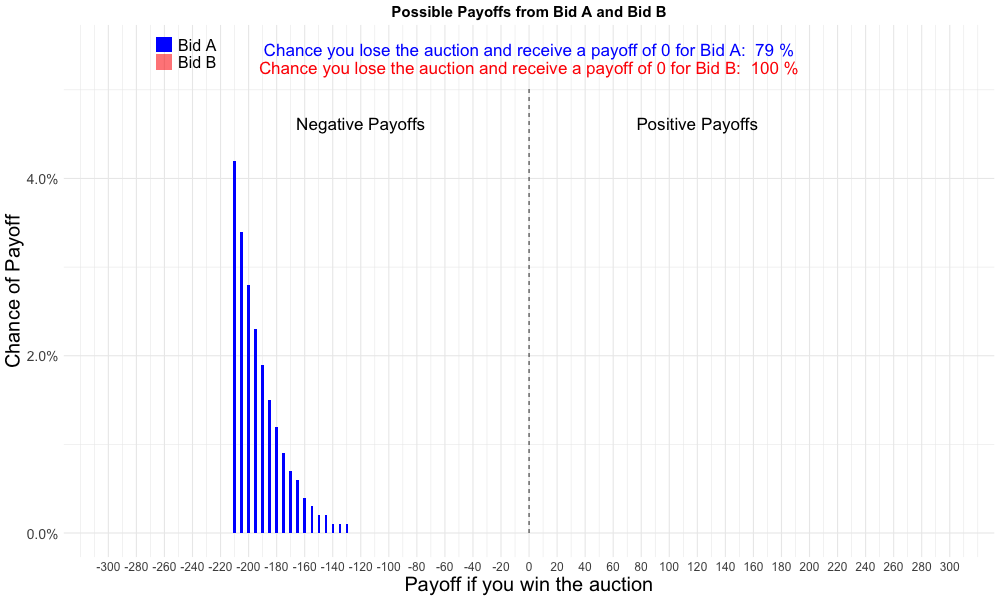 Possible Payoffs from Bid A and Bid B
Bid A
Bid B
Chance you lose the auction and receive a payoff of 0 for Bid A:  79 %
Chance you lose the auction and receive a payoff of 0 for Bid B:  100 %
Negative Payoffs
Positive Payoffs
Chance of Payoff
4.0%
2.0%
0.0%
-300 -280 -260 -240 -220 -200 -180 -160 -140 -120 -100 -80 -60 -40 -20 0 20 40 60 80 100 120 140 160 180 200 220 240 260 280 300
Payoff if you win the auction